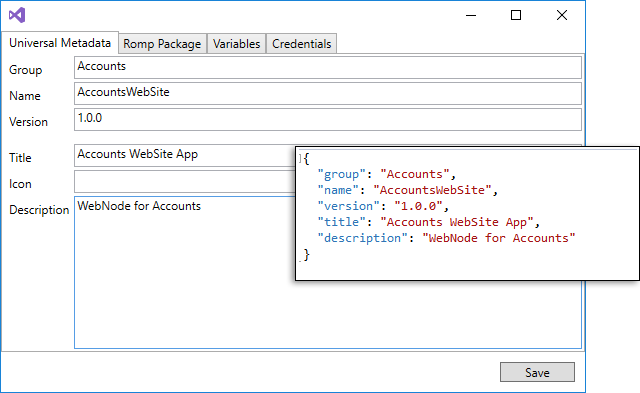 Universal Metadata Romp Package Variables Credentials
Group Accounts
Name AccountsWebSite
Version 1.0.0
Title Accounts WebSite App
Icon
Description WebNode for Accounts
{
"group": "Accounts",
"name": "AccountsWebSite",
"version": "1.0.0",
"title": "Accounts WebSite App",
"description": "WebNode for Accounts"
}
Save